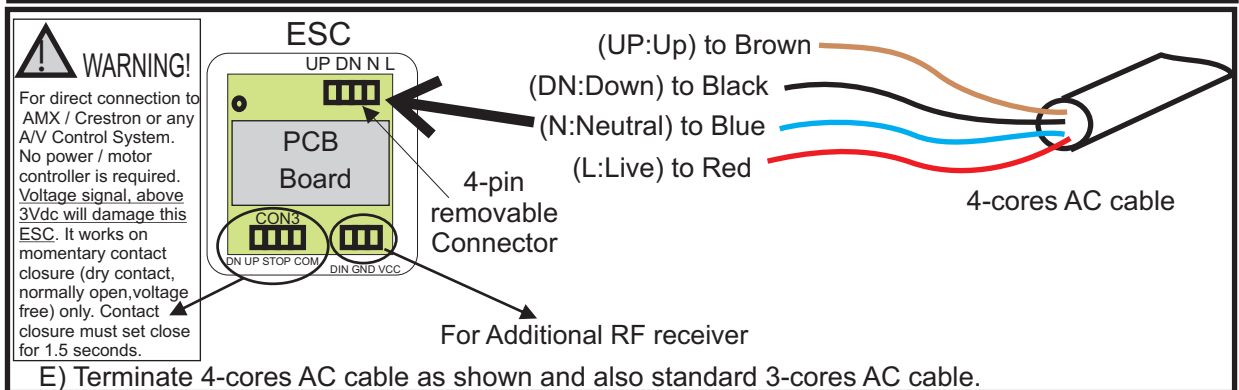 WARNING!
For direct connection to
AMX / Crestron or any
A/V Control System.
No power / motor
controller is required.
Voltage signal, above
3Vdc will damage this
ESC. It works on
momentary contact
closure (dry contact,
normally open,voltage
free) only. Contact
closure must set close
for 1.5 seconds.
ESC
UP DN N L
PCB
Board
CON3
DN UP STOP COM
DIN GND VCC
4-pin
removable
Connector
(UP:Up) to Brown
(DN:Down) to Black
(N:Neutral) to Blue
(L:Live) to Red
4-cores AC cable
For Additional RF receiver
E) Terminate 4-cores AC cable as shown and also standard 3-cores AC cable.